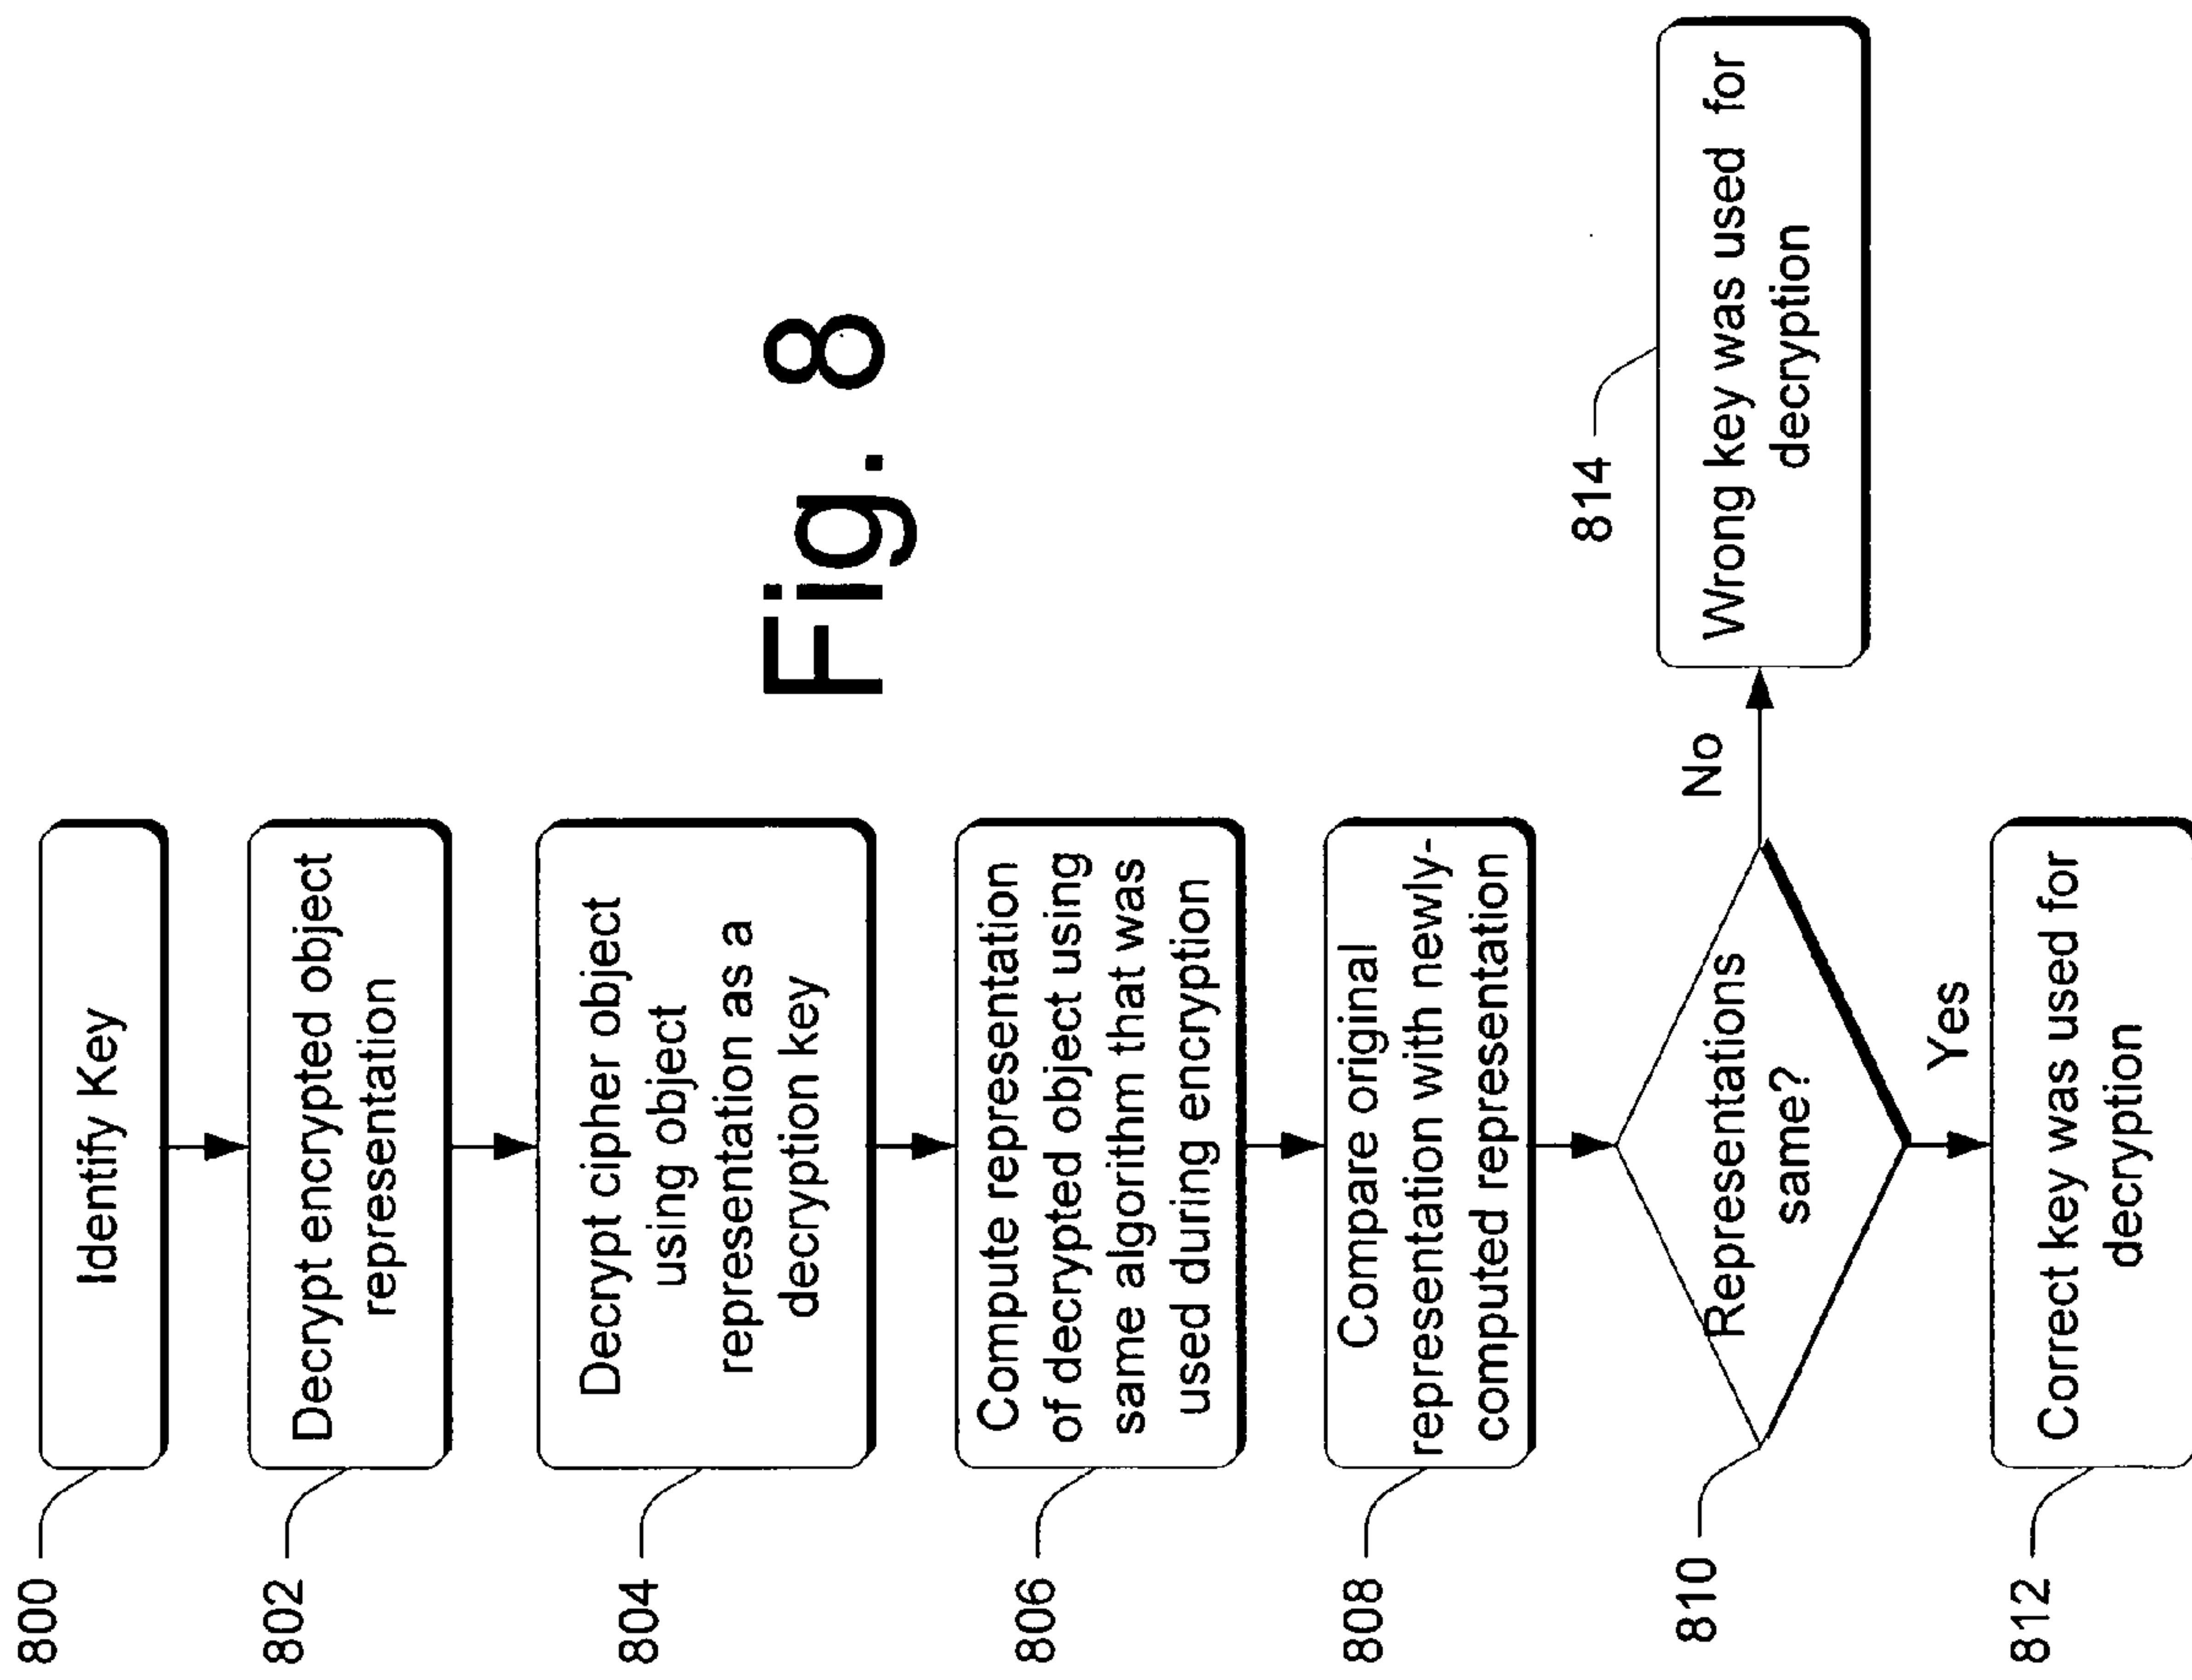 800
Identify Key
802
Decrypt encrypted object
representation
804
Decrypt cipher object
using object
representation as a
decryption key
Fig. 8
806
Compute representation
of decrypted object using
same algorithm that was
used during encryption
808
Compare original
representation with newly-
computed representation
810
Representations
same?
No
814
Wrong key was used for
decryption
Yes
812
Correct key was used for
decryption